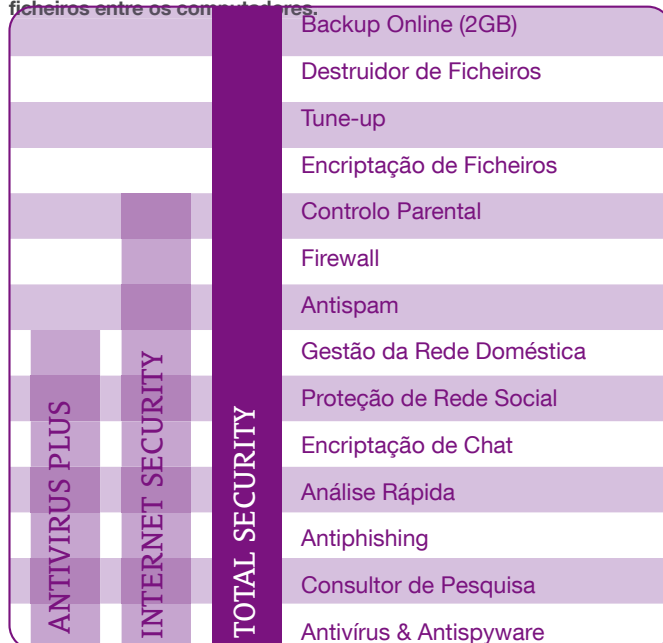 ficheiros entre os computadores.
Backup Online (2GB)
Destruidor de Ficheiros
Tune-up
Encriptação de Ficheiros
Controlo Parental
Firewall
Antispam
Gestão da Rede Doméstica
Proteção de Rede Social
Encriptação de Chat
Análise Rápida
Antiphishing
Consultor de Pesquisa
Antivírus & Antispyware
ANTIVIRUS PLUS
INTERNET SECURITY
TOTAL SECURITY